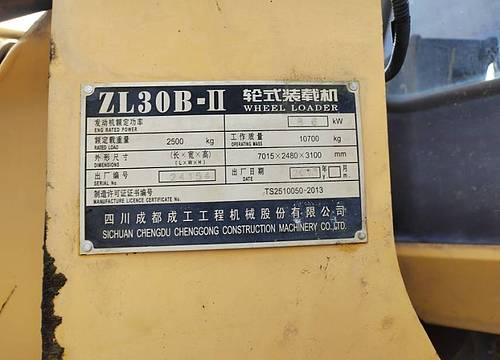 ZL30B-II 轮式装载机
WHEEL LOADER
发动机额定功率 kW
ENG RATED POWER
额定载重量 2500 kg 工作质量 10700 kg
RATED LOAD OPERATING MASS
外形尺寸 (长×宽×高) 7015×2480×3100 mm
DIMENSIONS (L×W×H)
出厂编号 出厂日期 年 月
SERIAL No DATE Y M
制造许可证证书编号 TS2510050-2013
MANUFACTURE LICENCE CERTIFICATE No.
四川成都成工工程机械股份有限公司
SICHUAN CHENGDU CHENGGONG CONSTRUCTION MACHINERY CO.,LTD.